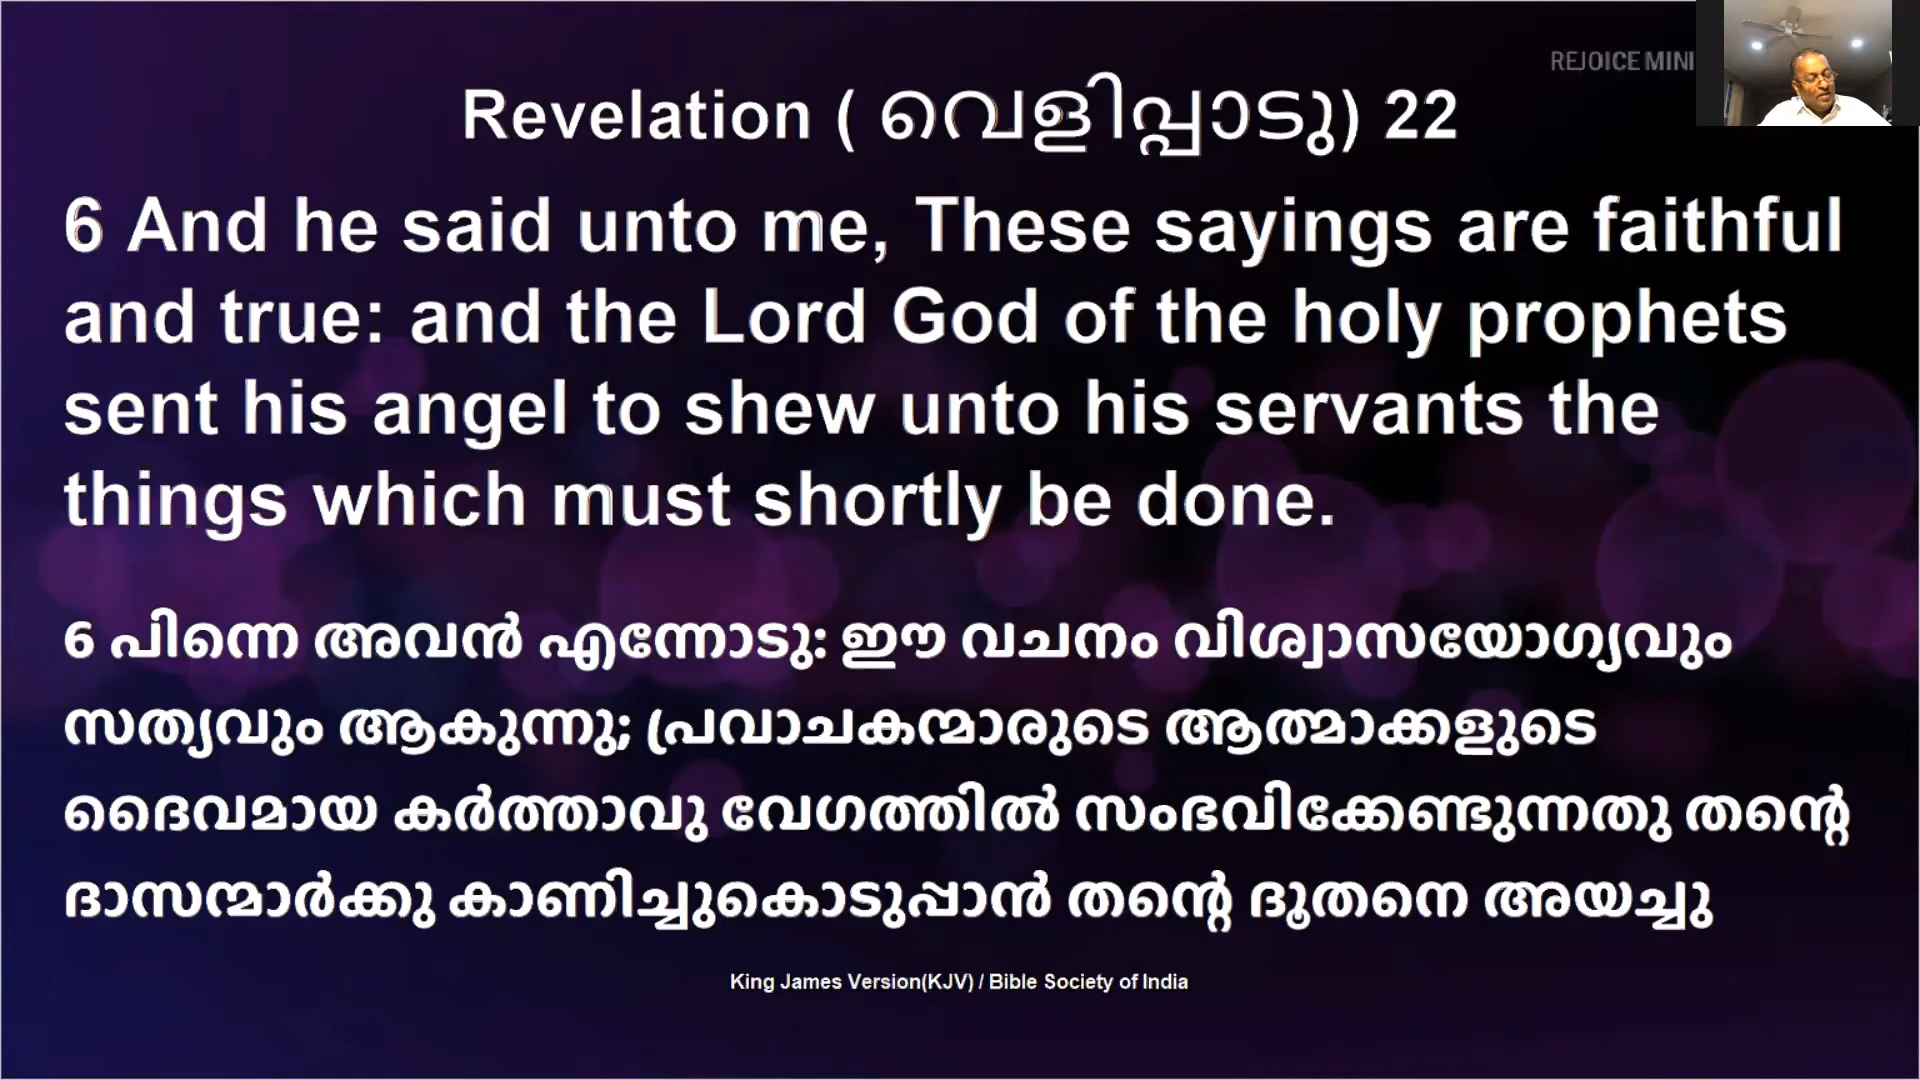 REJOICE MINI
Revelation ( വെളിപ്പാടു) 22
6 And he said unto me, These sayings are faithful
and true: and the Lord God of the holy prophets
sent his angel to shew unto his servants the
things which must shortly be done.
6 പിന്നെ അവൻ എന്നോടു: ഈ വചനം വിശ്വാസയോഗ്യവും
സത്യവും ആകുന്നു; പ്രവാചകന്മാരുടെ ആത്മാക്കളുടെ
ദൈവമായ കർത്താവു വേഗത്തിൽ സംഭവിക്കേണ്ടുന്നതു തന്റെ
ദാസന്മാർക്കു കാണിച്ചുകൊടുപ്പാൻ തന്റെ ദൂതനെ അയച്ചു
King James Version(KJV) / Bible Society of India